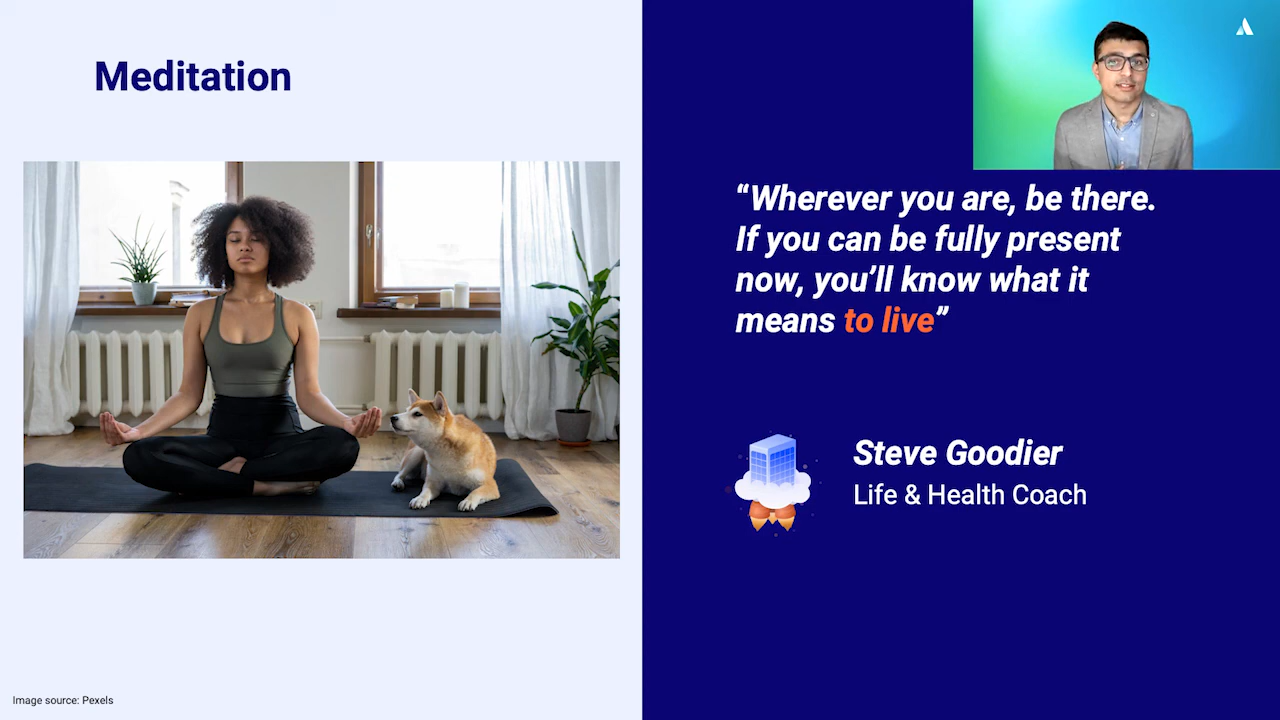 Meditation
“Wherever you are, be there.
If you can be fully present
now, you’ll know what it
means to live”
Steve Goodier
Life & Health Coach
Image source: Pexels